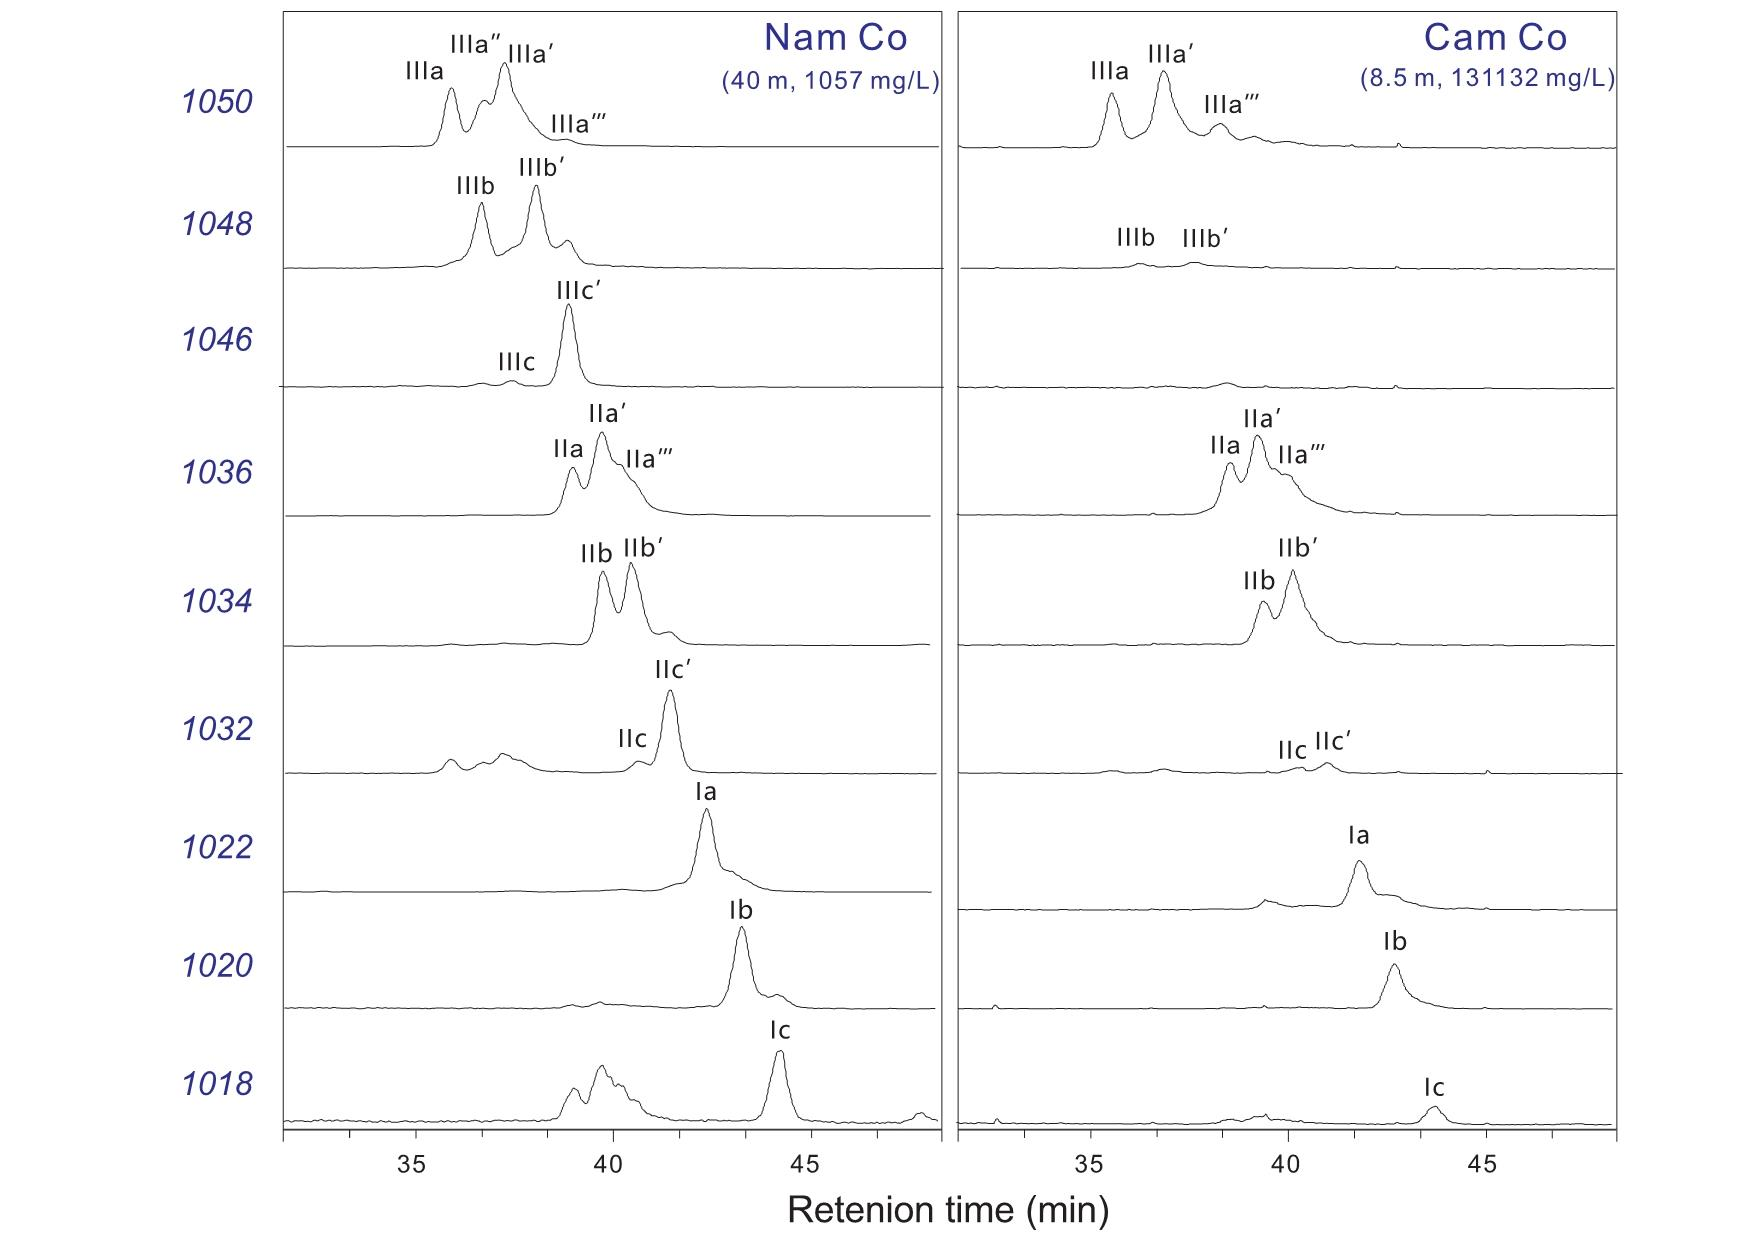 Nam Co
(40 m, 1057 mg/L)
Cam Co
(8.5 m, 131132 mg/L)
1050
IIIa
IIIa″
IIIa′
IIIa‴
IIIa
IIIa′
IIIa‴
1048
IIIb
IIIb′
IIIb
IIIb′
1046
IIIc
IIIc′
1036
IIa
IIa′
IIa‴
IIa
IIa′
IIa‴
1034
IIb
IIb′
IIb
IIb′
1032
IIc
IIc′
IIc
IIc′
1022
Ia
Ia
1020
Ib
Ib
1018
Ic
Ic
35 40 45
35 40 45
Retenion time (min)